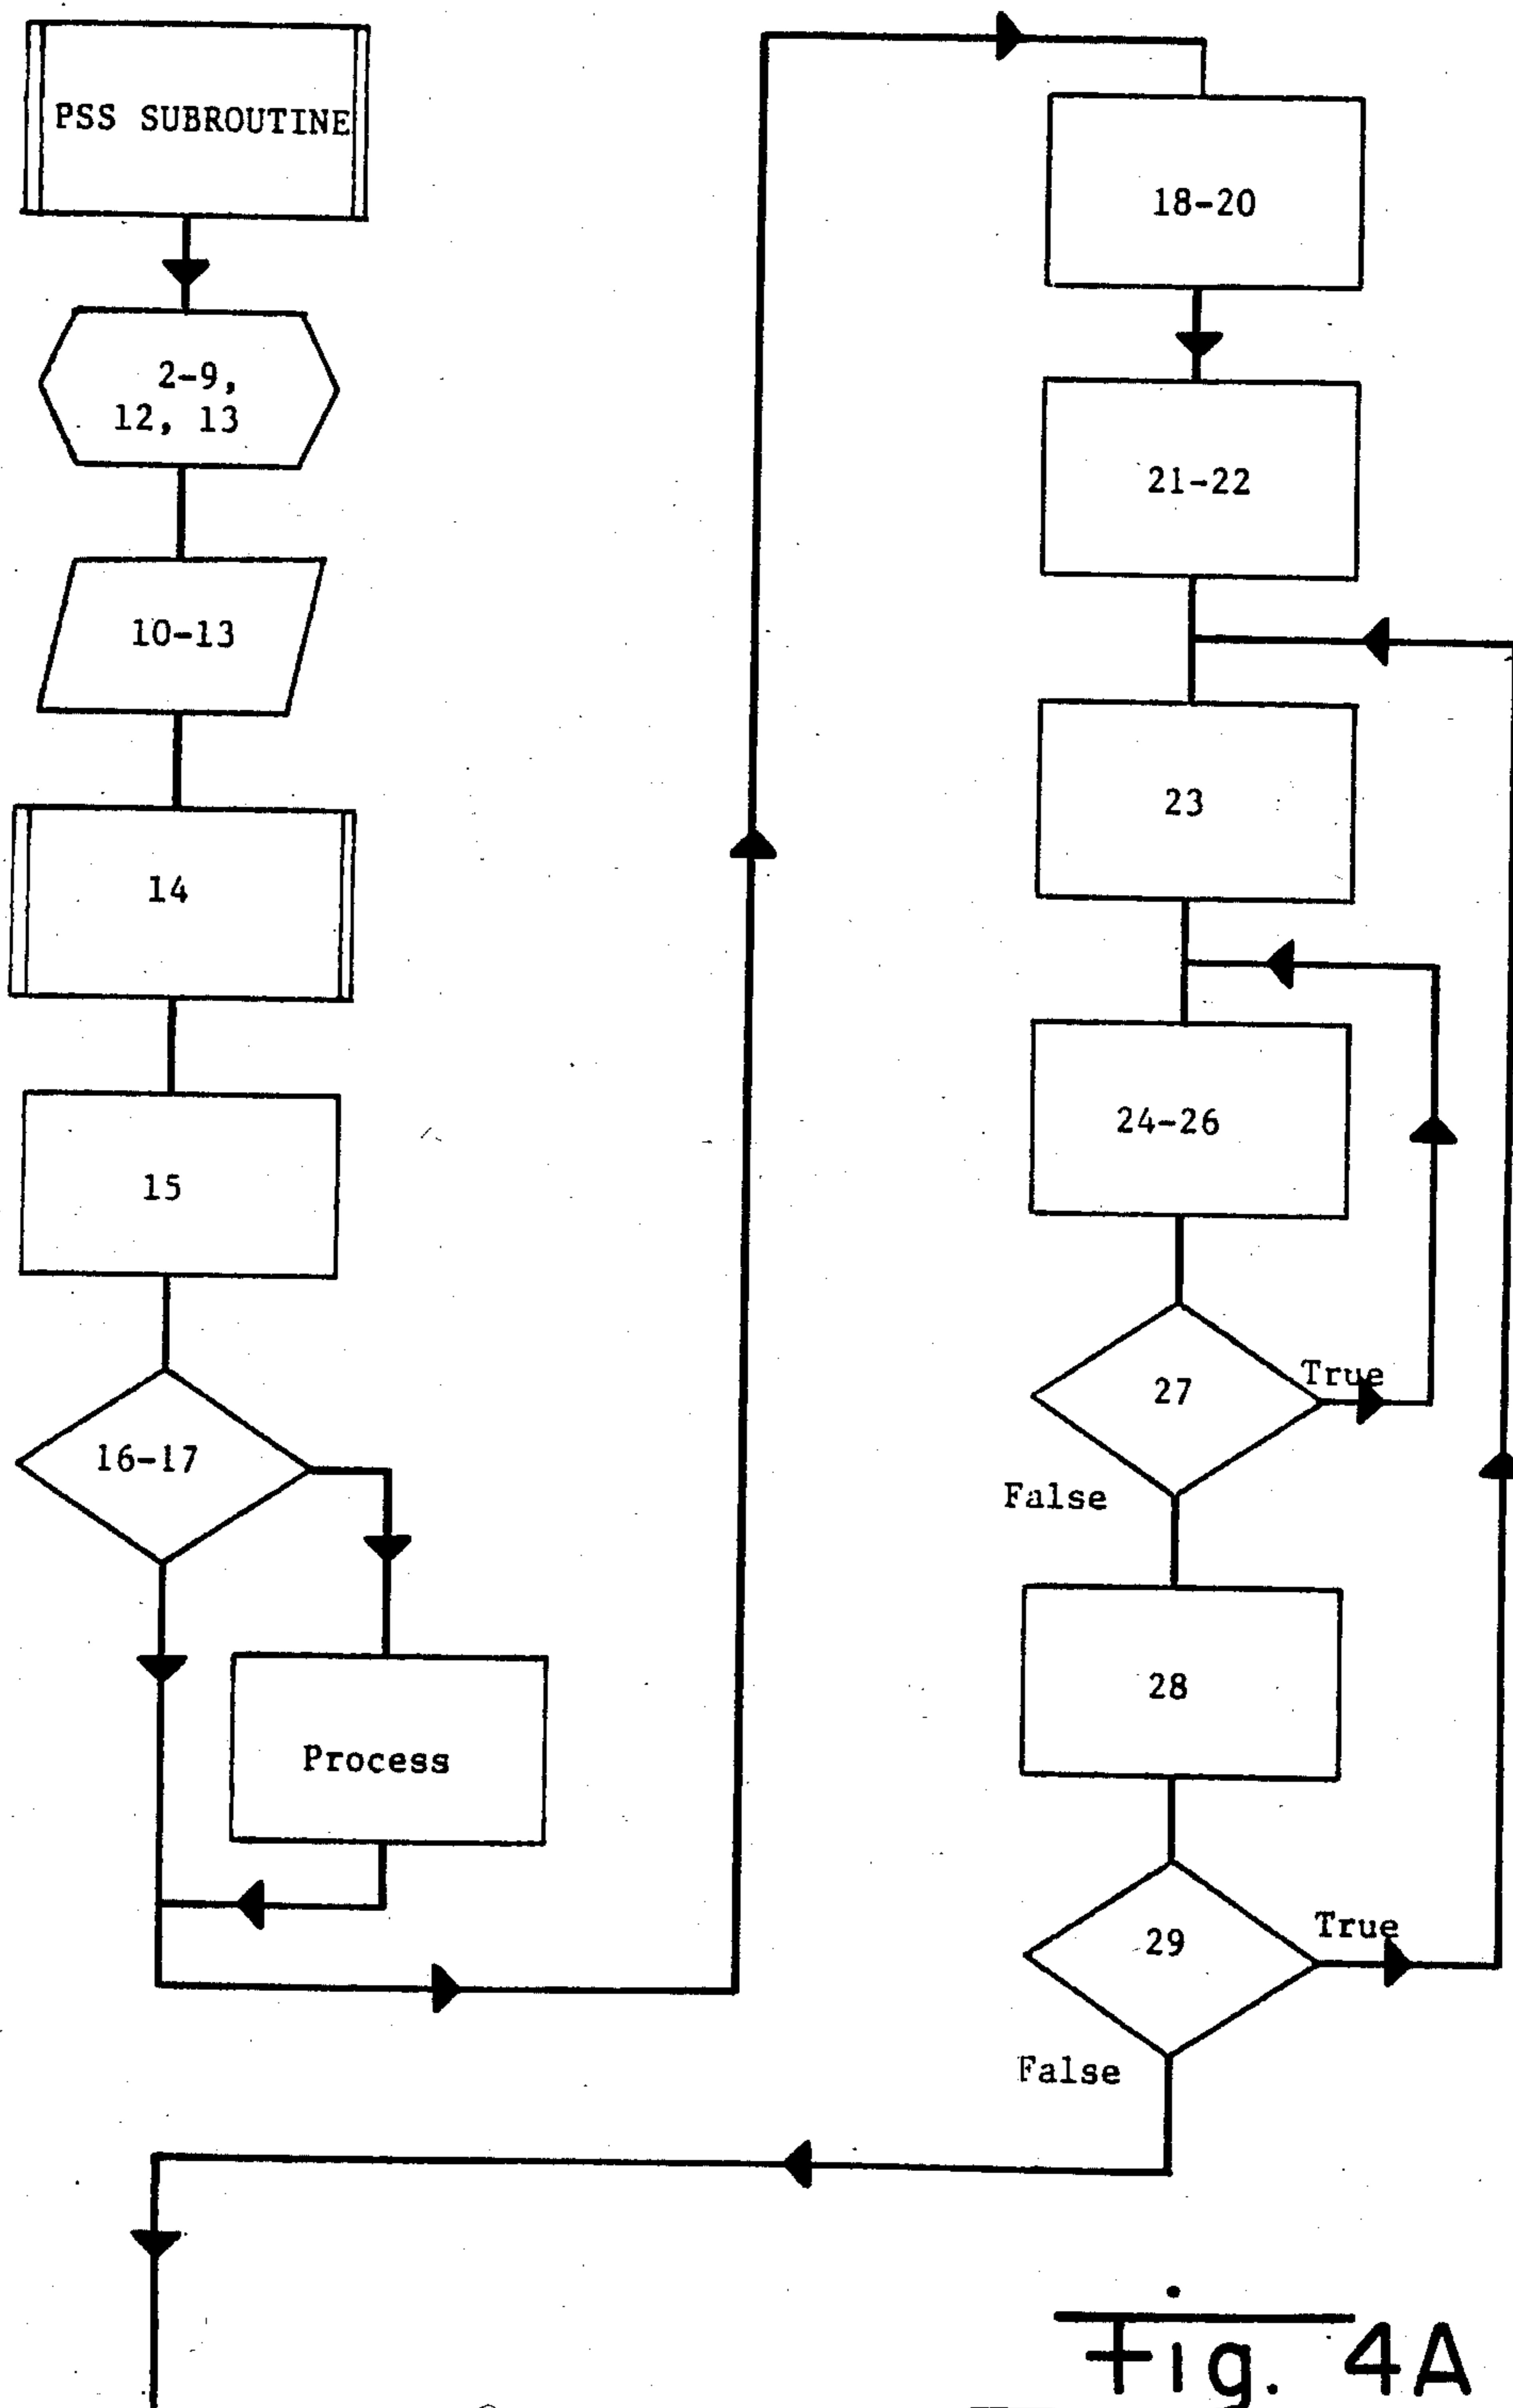 PSS SUBROUTINE
2-9,
12, 13
10-13
14
15
16-17
Process
18-20
21-22
23
24-26
27
True
False
28
29
True
False
Fig. 4A